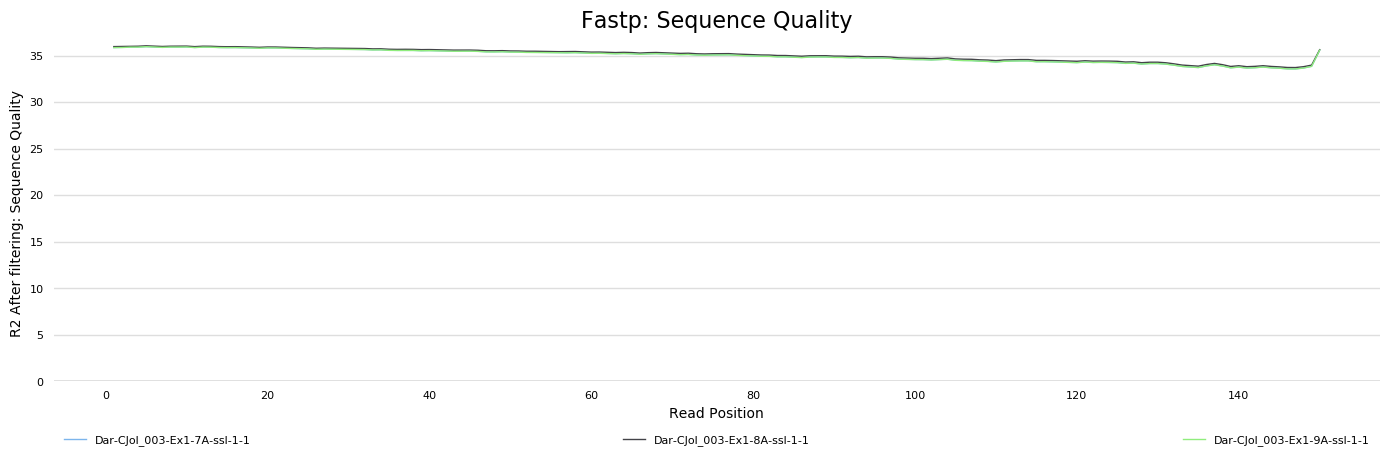 Fastp: Sequence Quality
R2 After filtering: Sequence Quality
35
30
25
20
15
10
5
0
0 20 40 60 80 100 120 140
Read Position
Dar-CJol_003-Ex1-7A-ssl-1-1 Dar-CJol_003-Ex1-8A-ssl-1-1 Dar-CJol_003-Ex1-9A-ssl-1-1